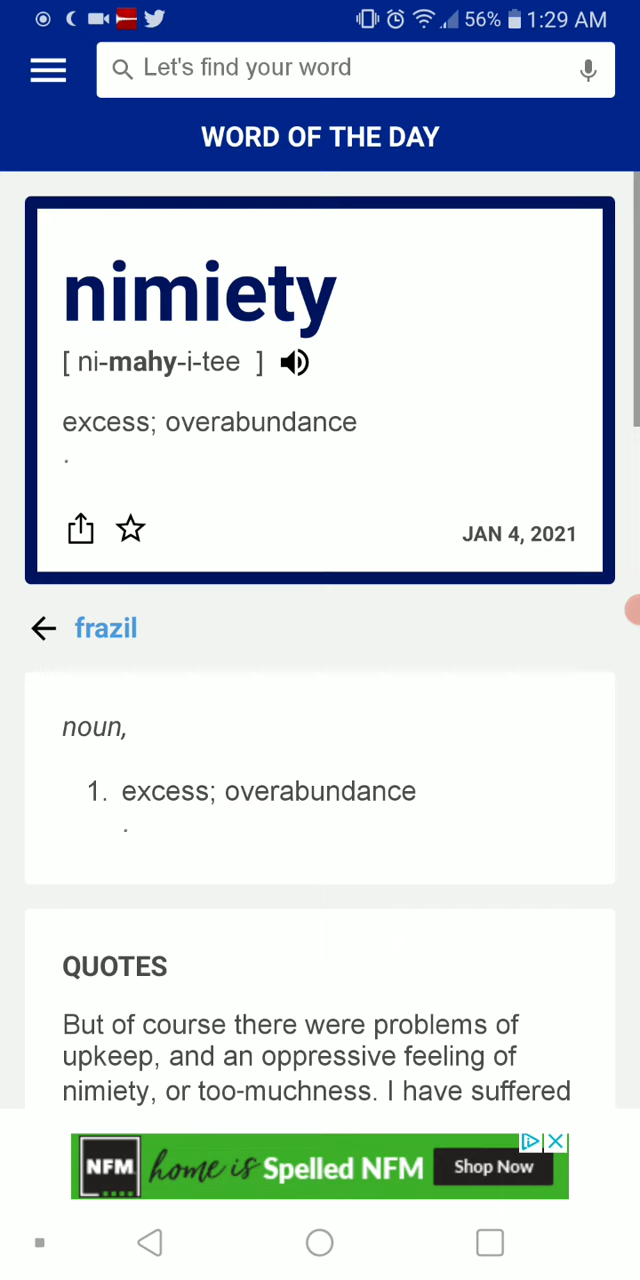 56% 1:29 AM
Let's find your word
WORD OF THE DAY
nimiety
[ ni-mahy-i-tee ]
excess; overabundance
.
JAN 4, 2021
frazil
noun,
1. excess; overabundance
.
QUOTES
But of course there were problems of
upkeep, and an oppressive feeling of
nimiety, or too-muchness. I have suffered
NFM home is Spelled NFM Shop Now